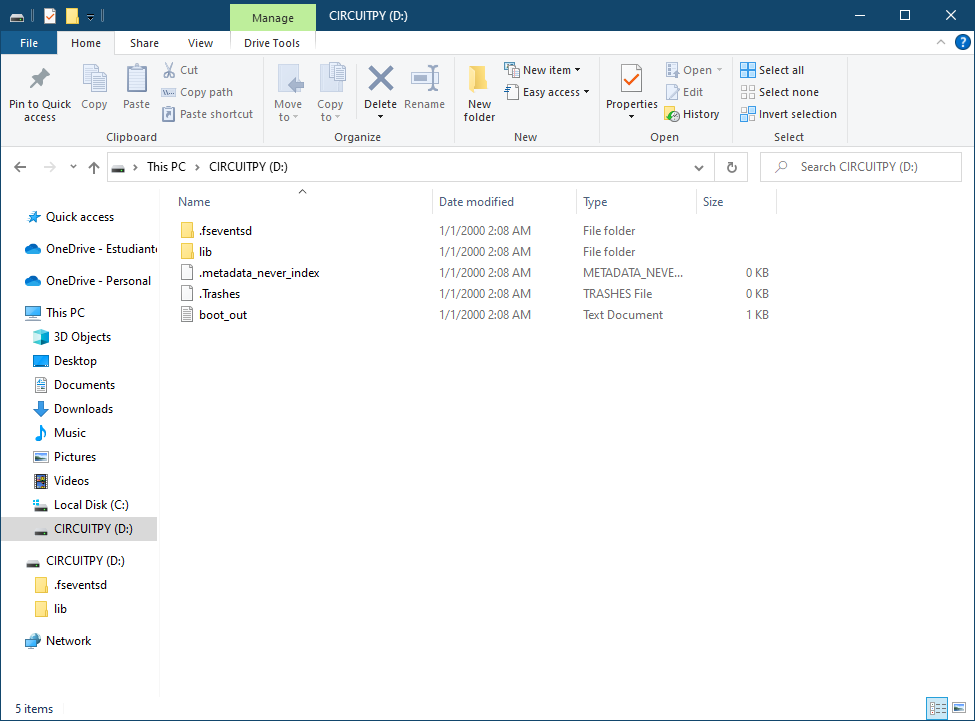 Manage CIRCUITPY (D:)
File Home Share View Drive Tools
Pin to Quick access
Copy
Paste
Cut
Copy path
Paste shortcut
Clipboard
Move to
Copy to
Delete
Rename
Organize
New folder
New item
Easy access
New
Properties
Open
Edit
History
Open
Select all
Select none
Invert selection
Select
This PC > CIRCUITPY (D:)
Search CIRCUITPY (D:)
Quick access
OneDrive - Estudiante
OneDrive - Personal
This PC
3D Objects
Desktop
Documents
Downloads
Music
Pictures
Videos
Local Disk (C:)
CIRCUITPY (D:)
CIRCUITPY (D:)
.fseventsd
lib
Network
Name Date modified Type Size
.fseventsd 1/1/2000 2:08 AM File folder
lib 1/1/2000 2:08 AM File folder
.metadata_never_index 1/1/2000 2:08 AM METADATA_NEVE... 0 KB
.Trashes 1/1/2000 2:08 AM TRASHES File 0 KB
boot_out 1/1/2000 2:08 AM Text Document 1 KB
5 items